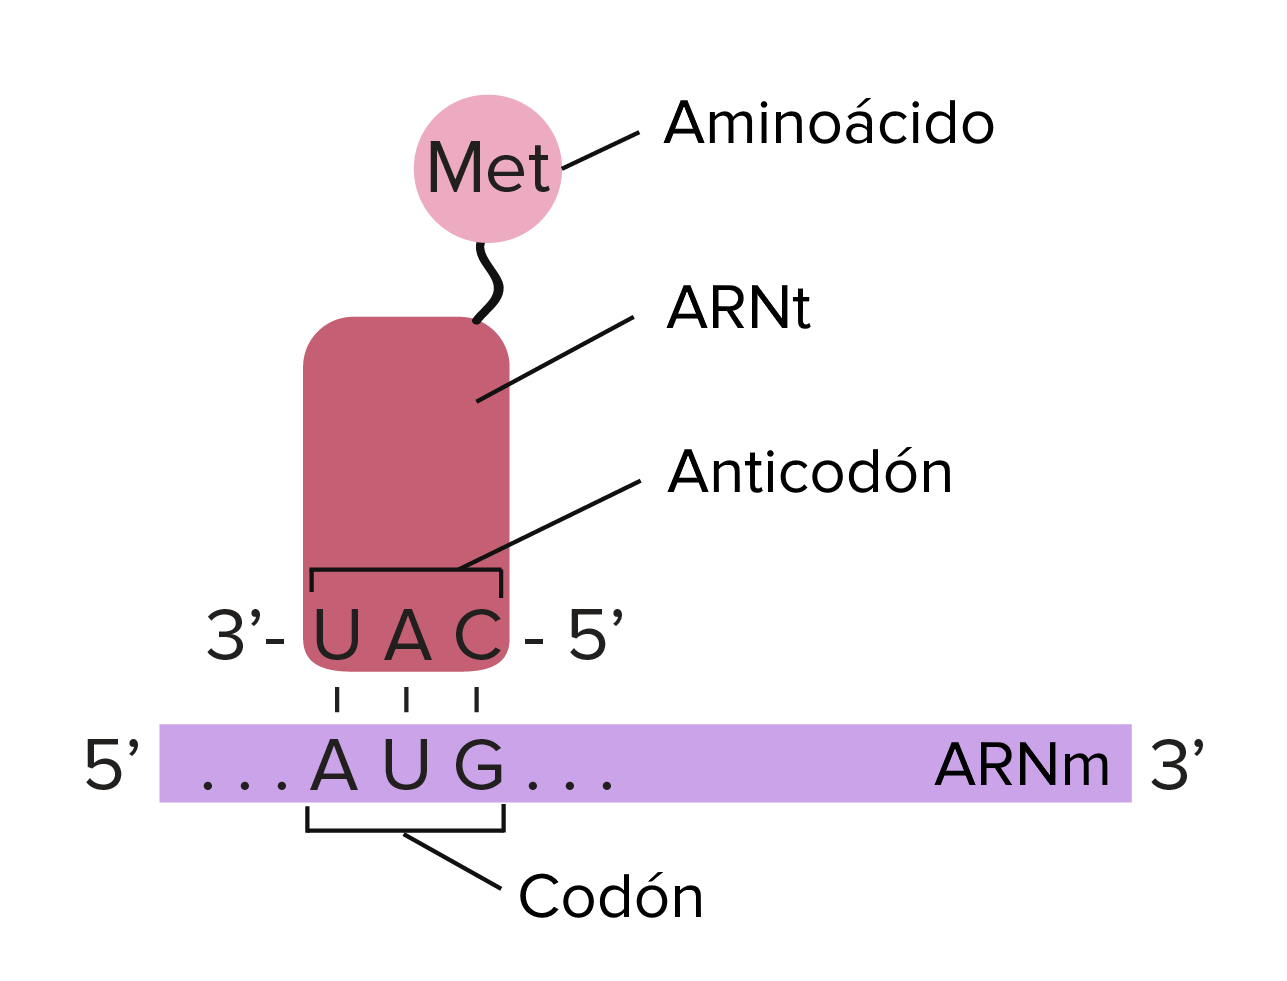 Met
Aminoácido
ARNt
Anticodón
3’- U A C - 5’
5’ . . . A U G . . . ARNm 3’
Codón